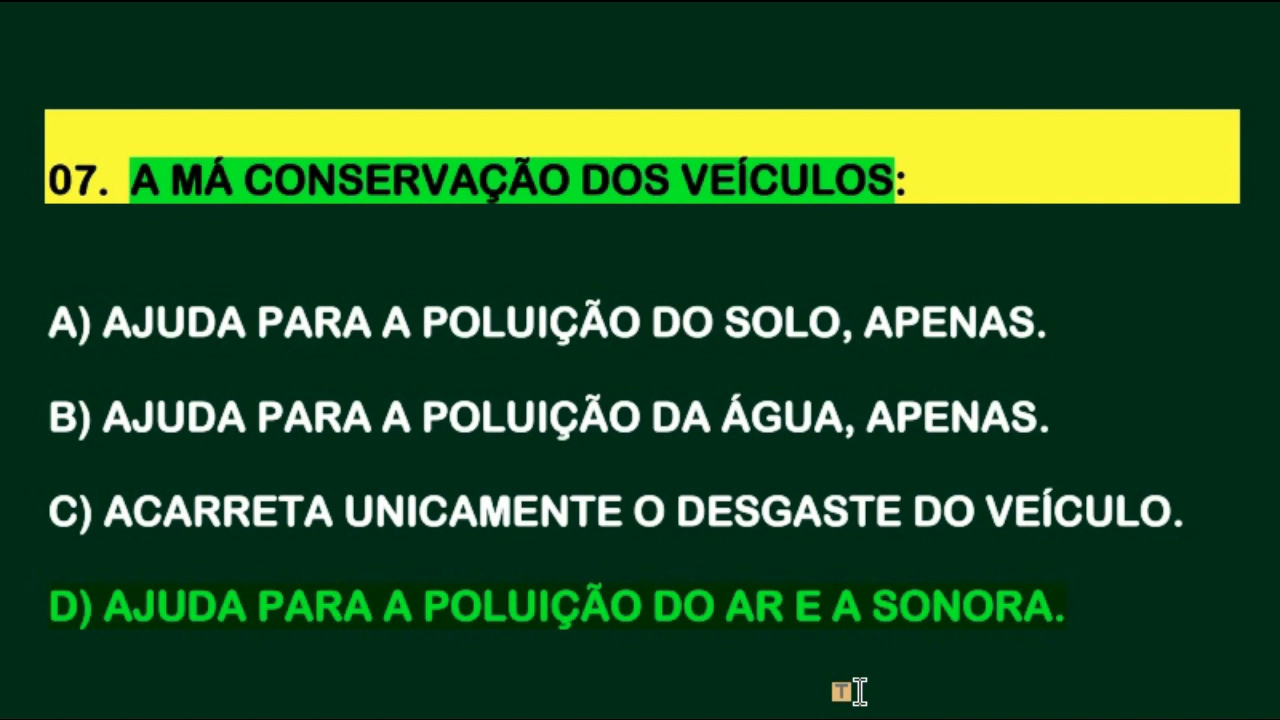 07. A MÁ CONSERVAÇÃO DOS VEÍCULOS:
A) AJUDA PARA A POLUIÇÃO DO SOLO, APENAS.
B) AJUDA PARA A POLUIÇÃO DA ÁGUA, APENAS.
C) ACARRETA UNICAMENTE O DESGASTE DO VEÍCULO.
D) AJUDA PARA A POLUIÇÃO DO AR E A SONORA.
T